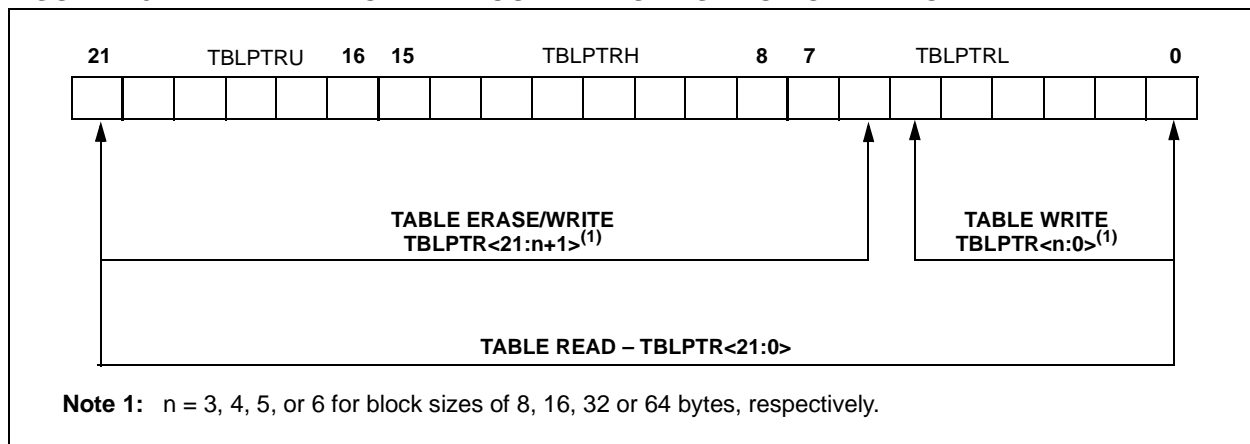 21 TBLPTRU 16 15 TBLPTRH 8 7 TBLPTRL 0
TABLE ERASE/WRITE TABLE WRITE
TBLPTR<21:n+1>(1) TBLPTR<n:0>(1)
TABLE READ – TBLPTR<21:0>
Note 1: n = 3, 4, 5, or 6 for block sizes of 8, 16, 32 or 64 bytes, respectively.